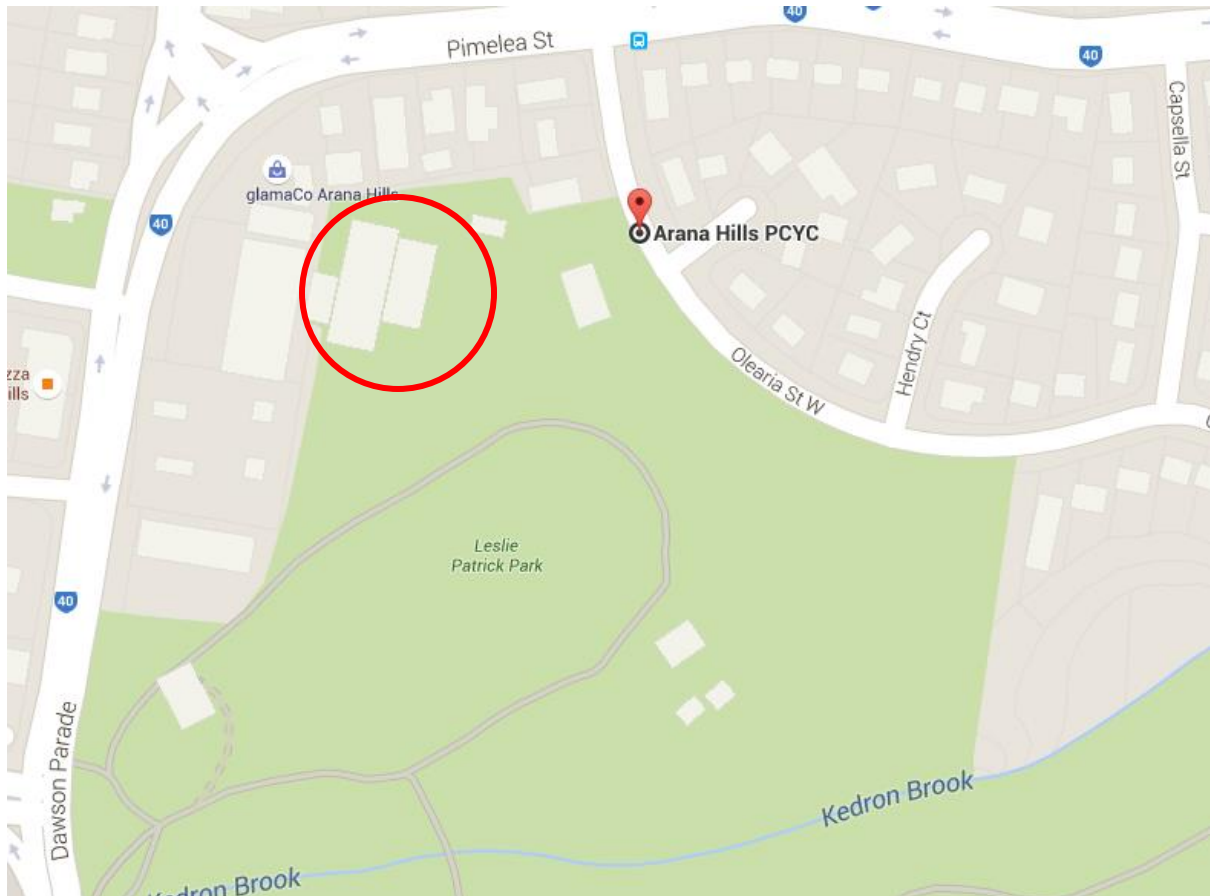 40
Pimelea St
40
Capsella St
glamaCo Arana Hills
40
Arana Hills PCYC
Hendry Ct
Olearia St W
zza
ills
Leslie
Patrick Park
40
Dawson Parade
Kedron Brook
Kedron Brook